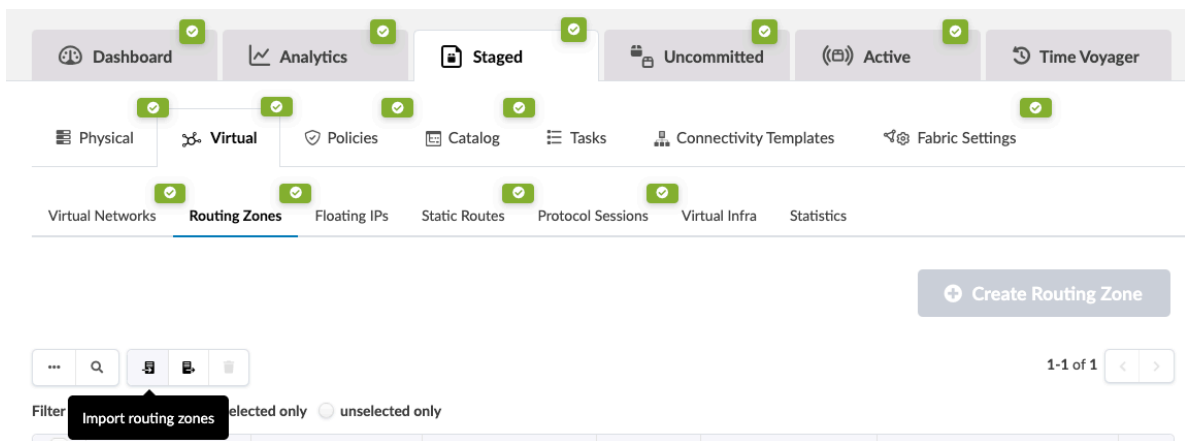 Dashboard Analytics Staged Uncommitted Active Time Voyager
Physical Virtual Policies Catalog Tasks Connectivity Templates Fabric Settings
Virtual Networks Routing Zones Floating IPs Static Routes Protocol Sessions Virtual Infra Statistics
Create Routing Zone
1-1 of 1
Filter elected only unselected only
Import routing zones